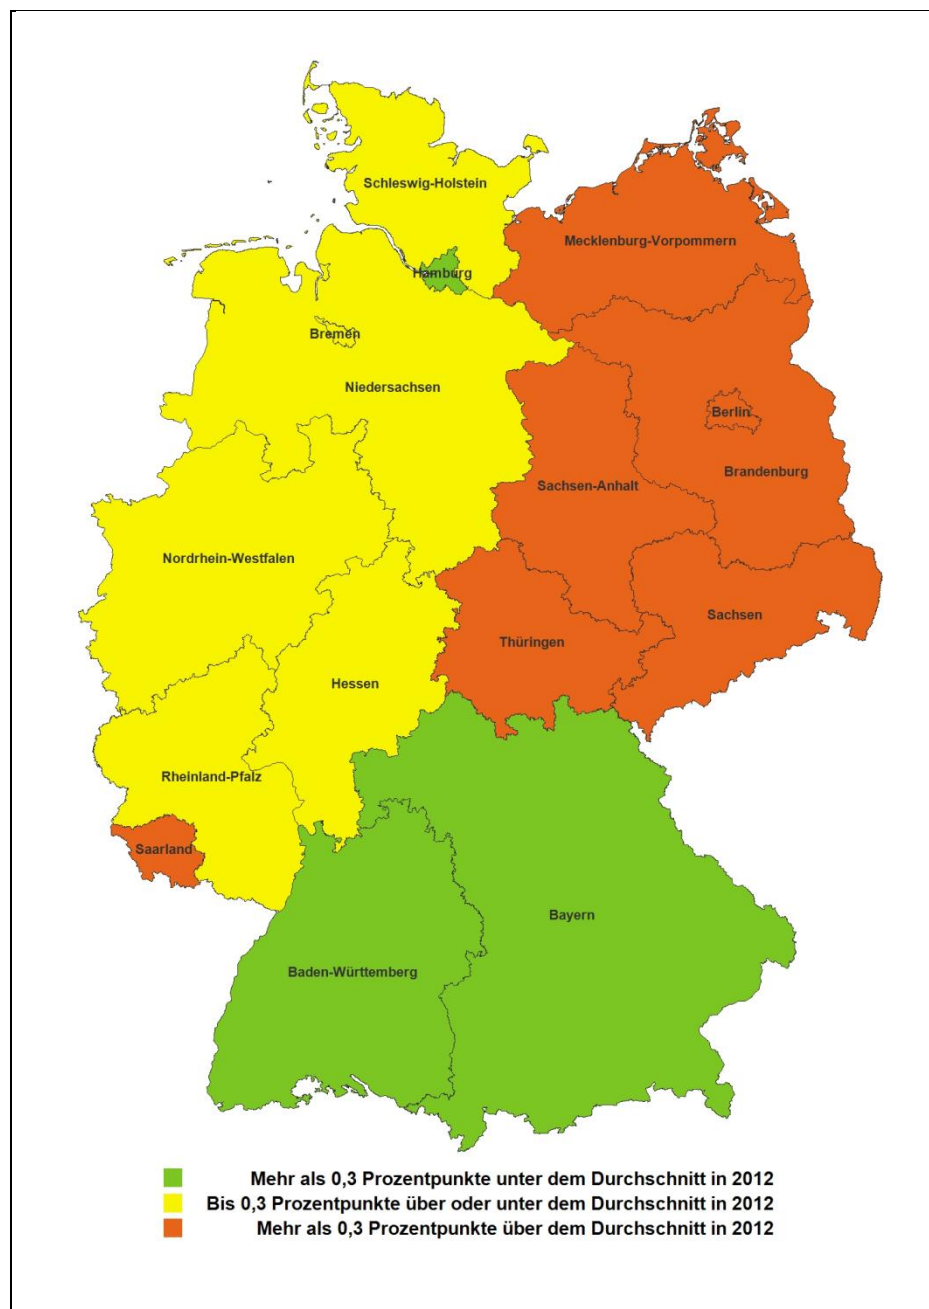 Schleswig-Holstein
Mecklenburg-Vorpommern
Hamburg
Bremen
Niedersachsen
Berlin
Brandenburg
Sachsen-Anhalt
Nordrhein-Westfalen
Sachsen
Thüringen
Hessen
Rheinland-Pfalz
Saarland
Bayern
Baden-Württemberg
Mehr als 0,3 Prozentpunkte unter dem Durchschnitt in 2012
Bis 0,3 Prozentpunkte über oder unter dem Durchschnitt in 2012
Mehr als 0,3 Prozentpunkte über dem Durchschnitt in 2012